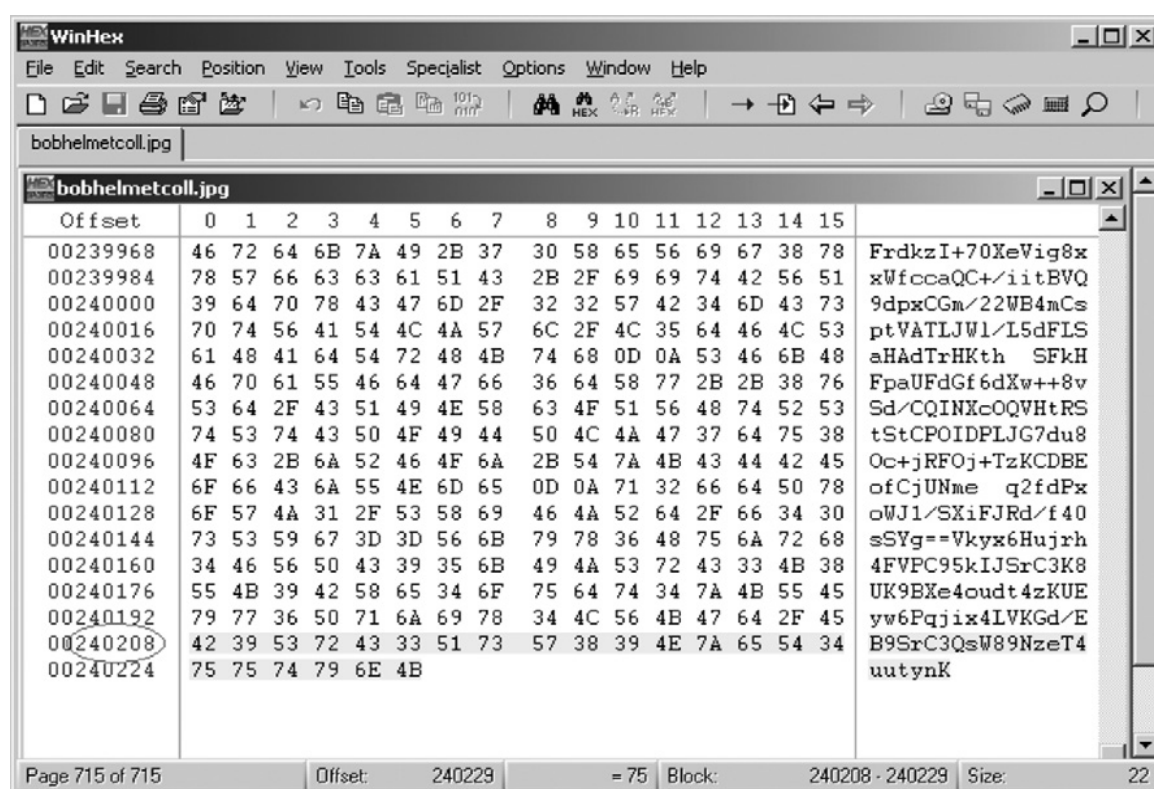 WinHex
File Edit Search Position View Tools Specialist Options Window Help
bobhelmetcoll.jpg
bobhelmetcoll.jpg
Offset 0 1 2 3 4 5 6 7 8 9 10 11 12 13 14 15
00239968 46 72 64 6B 7A 49 2B 37 30 58 65 56 69 67 38 78 FrdkzI+70XeVig8x
00239984 78 57 66 63 63 61 51 43 2B 2F 69 69 74 42 56 51 xWfccaQC+/iitBVQ
00240000 39 64 70 78 43 47 6D 2F 32 32 57 42 34 6D 43 73 9dpxCGm/22WB4mCs
00240016 70 74 56 41 54 4C 4A 57 6C 2F 4C 35 64 46 4C 53 ptVATLJWl/L5dFLS
00240032 61 48 41 64 54 72 48 4B 74 68 0D 0A 53 46 6B 48 aHAdTrHKth SFkH
00240048 46 70 61 55 46 64 47 66 36 64 58 77 2B 2B 38 76 FpaUFdGf6dXw++8v
00240064 53 64 2F 43 51 49 4E 58 63 4F 51 56 48 74 52 53 Sd/CQINXcOQVHtRS
00240080 74 53 74 43 50 4F 49 44 50 4C 4A 47 37 64 75 38 tStCPOIDPLJG7du8
00240096 4F 63 2B 6A 52 46 4F 6A 2B 54 7A 4B 43 44 42 45 Oc+jRFOj+TzKCDBE
00240112 6F 66 43 6A 55 4E 6D 65 0D 0A 71 32 66 64 50 78 ofCjUNme q2fdPx
00240128 6F 57 4A 31 2F 53 58 69 46 4A 52 64 2F 66 34 30 oWJ1/SXiFJRd/f40
00240144 73 53 59 67 3D 3D 56 6B 79 78 36 48 75 6A 72 68 sSYg==Vkyx6Hujrh
00240160 34 46 56 50 43 39 35 6B 49 4A 53 72 43 33 4B 38 4FVPC95kIJSrC3K8
00240176 55 4B 39 42 58 65 34 6F 75 64 74 34 7A 4B 55 45 UK9BXe4oudt4zKUE
00240192 79 77 36 50 71 6A 69 78 34 4C 56 4B 47 64 2F 45 yw6Pqjix4LVKGd/E
00240208 42 39 53 72 43 33 51 73 57 38 39 4E 7A 65 54 34 B9SrC3QsW89NzeT4
00240224 75 75 74 79 6E 4B uutynK
Page 715 of 715 Offset: 240229 = 75 Block: 240208 - 240229 Size: 22